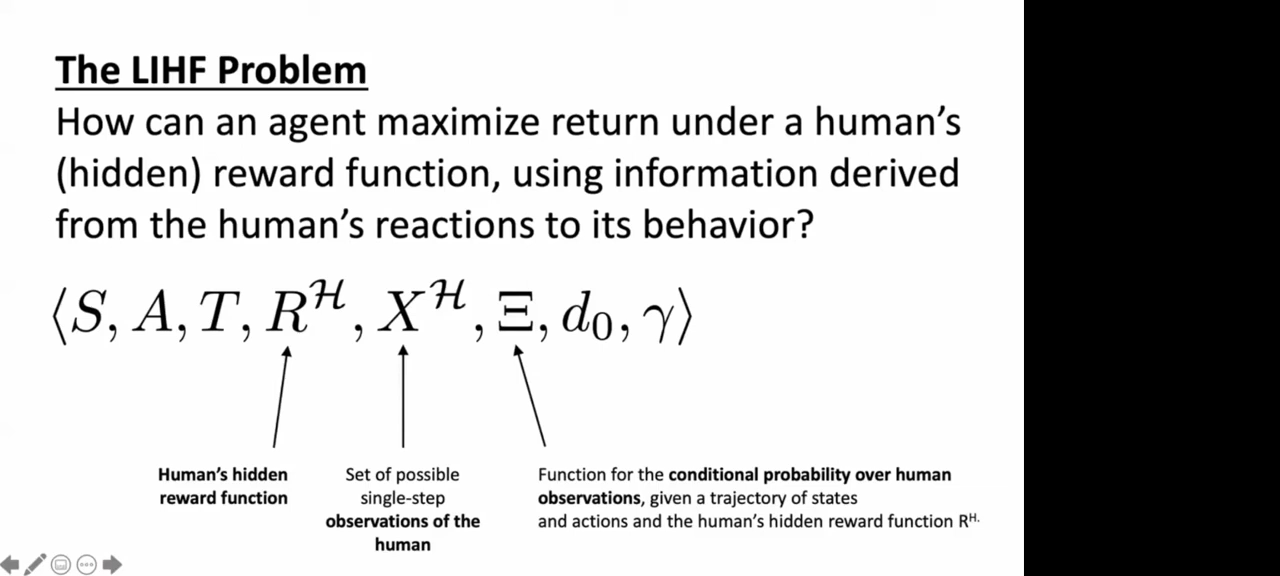 The LIHF Problem
How can an agent maximize return under a human's
(hidden) reward function, using information derived
from the human's reactions to its behavior?
⟨S, A, T, R^ℋ, X^ℋ, Ξ, d₀, γ⟩
Human's hidden
reward function
Set of possible
single-step
observations of the
human
Function for the conditional probability over human
observations, given a trajectory of states
and actions and the human's hidden reward function Rᴴ.